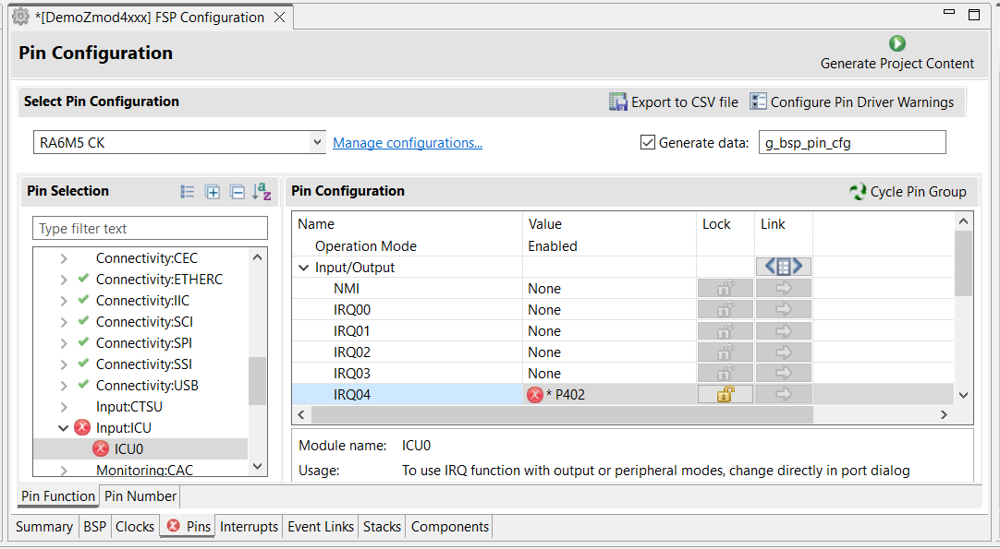 *[DemoZmod4xxx] FSP Configuration
Pin Configuration
Generate Project Content
Select Pin Configuration
Export to CSV file
Configure Pin Driver Warnings
RA6M5 CK
Manage configurations...
Generate data:
g_bsp_pin_cfg
Pin Selection
Type filter text
Connectivity:CEC
Connectivity:ETHERC
Connectivity:IIC
Connectivity:SCI
Connectivity:SPI
Connectivity:SSI
Connectivity:USB
Input:CTSU
Input:ICU
ICU0
Monitoring:CAC
Pin Configuration
Cycle Pin Group
Name Value Lock Link
Operation Mode Enabled
Input/Output
NMI None
IRQ00 None
IRQ01 None
IRQ02 None
IRQ03 None
IRQ04 * P402
Module name: ICU0
Usage: To use IRQ function with output or peripheral modes, change directly in port dialog
Pin Function Pin Number
Summary BSP Clocks Pins Interrupts Event Links Stacks Components